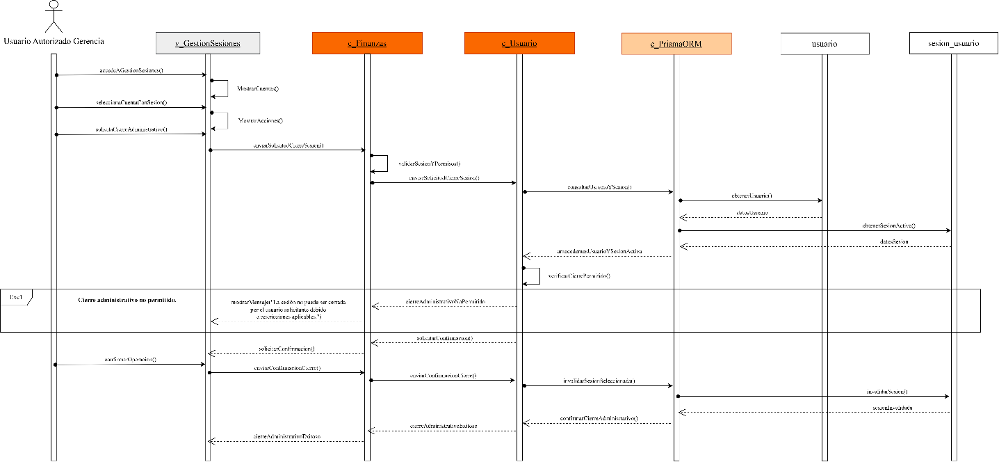 Usuario Autorizado Gerencia
v_GestionSesiones
c_Finanzas
c_Usuario
c_PrismaORM
usuario
sesion_usuario
accedeAGestionSesiones()
MostrarCuentas()
seleccionaCuentaConSesion()
MostrarAcciones()
solicitaCierreAdministrativo()
enviarSolicitudCierreSesion()
validarSesionYPermisos()
enviarSolicitudCierreSesion()
consultarUsuarioYSesion()
obtenerUsuario()
datosUsuario
obtenerSesionActiva()
datosSesion
antecedentesUsuarioYSesionActiva
verificarCierrePermitido()
Exc1
Cierre administrativo no permitido.
cierreAdministrativoNoPermitido
mostrarMensaje("La sesión no puede ser cerrada
por el usuario solicitante debido
a restricciones aplicables.")
solicitarConfirmacion()
solicitarConfirmacion()
confirmarOperacion()
enviarConfirmacionCierre()
enviarConfirmacionCierre()
invalidarSesionSeleccionada()
invalidarSesion()
sesionInvalidada
confirmarCierreAdministrativo()
cierreAdministrativoExitoso
cierreAdministrativoExitoso